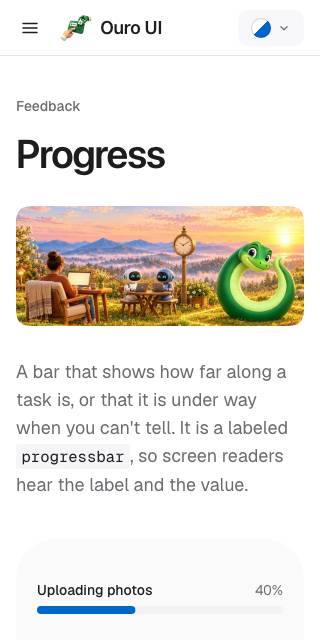 Ouro UI
Feedback
Progress
A bar that shows how far along a
task is, or that it is under way
when you can't tell. It is a labeled
progressbar, so screen readers
hear the label and the value.
Uploading photos 40%